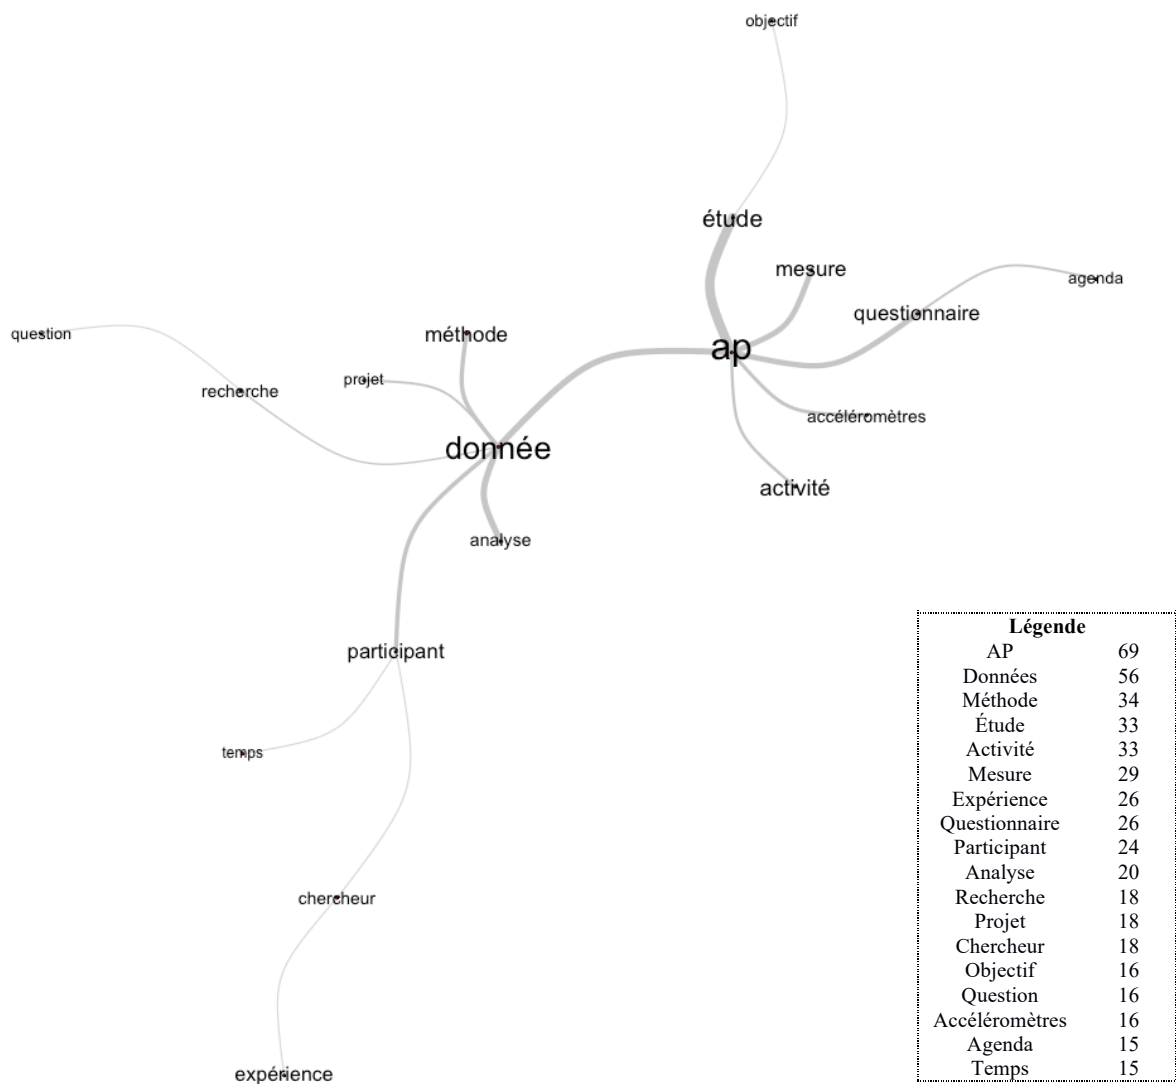 objectif
étude
mesure
agenda
questionnaire
question
méthode
ap
projet
recherche
accéléromètres
donnée
activité
analyse
participant
temps
chercheur
expérience
Légende
AP 69
Données 56
Méthode 34
Étude 33
Activité 33
Mesure 29
Expérience 26
Questionnaire 26
Participant 24
Analyse 20
Recherche 18
Projet 18
Chercheur 18
Objectif 16
Question 16
Accéléromètres 16
Agenda 15
Temps 15